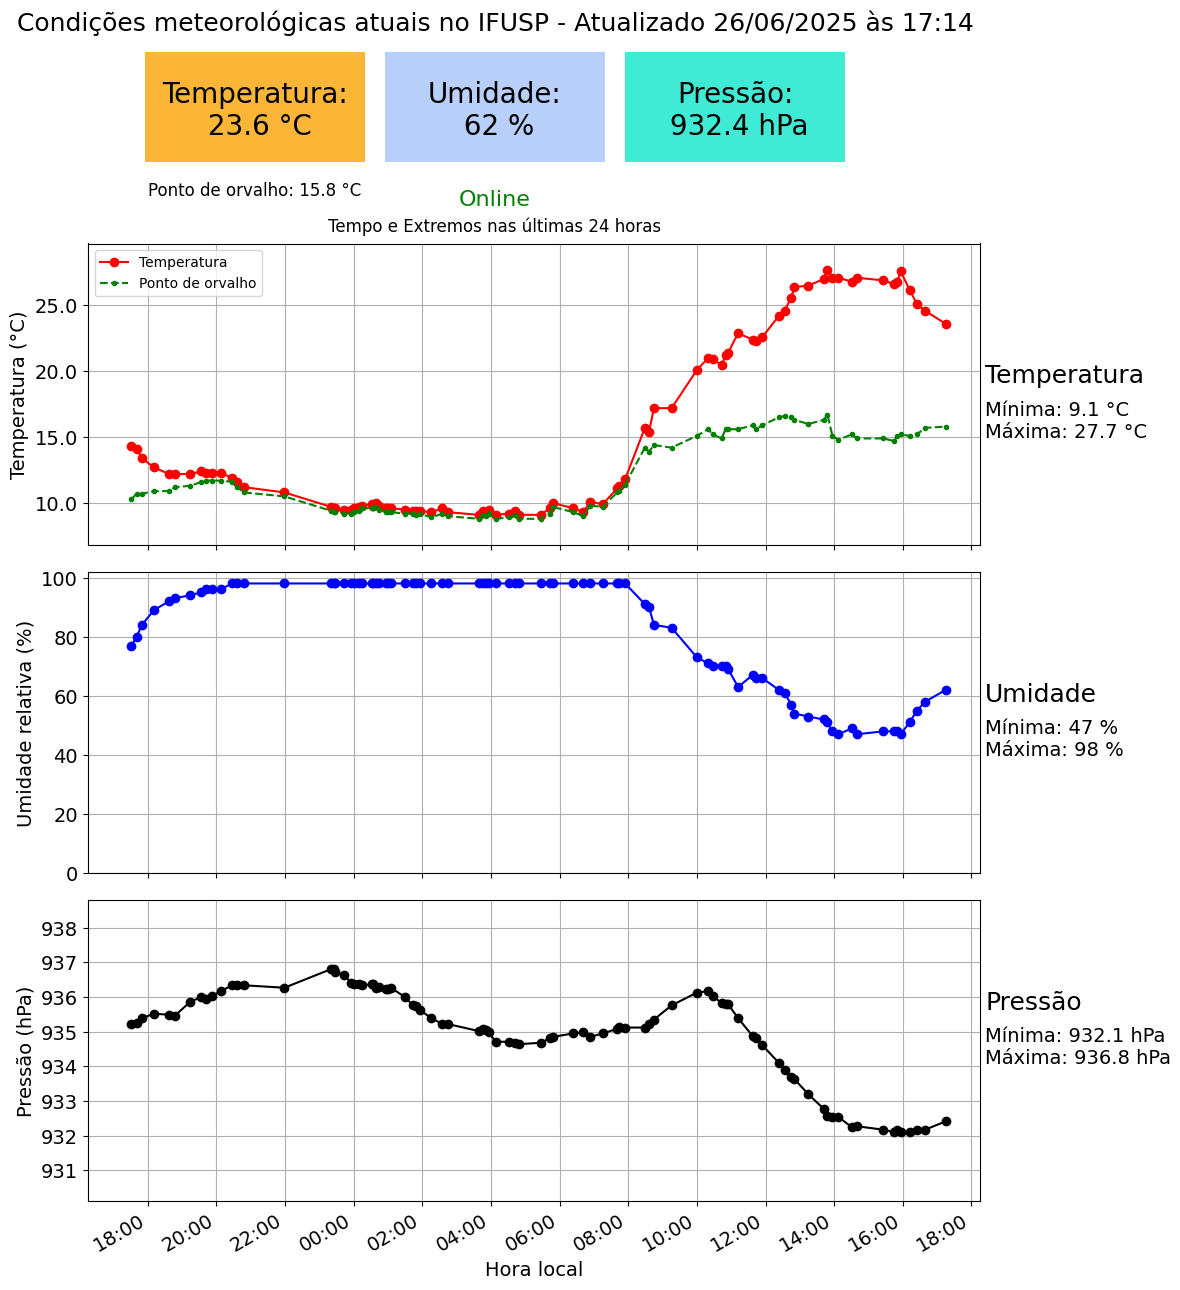 Condições meteorológicas atuais no IFUSP - Atualizado 26/06/2025 às 17:14
Temperatura:
23.6 °C
Umidade:
62 %
Pressão:
932.4 hPa
Ponto de orvalho: 15.8 °C
Online
Tempo e Extremos nas últimas 24 horas
Temperatura
Ponto de orvalho
Temperatura (°C)
25.0
20.0
15.0
10.0
Temperatura
Mínima: 9.1 °C
Máxima: 27.7 °C
Umidade relativa (%)
100
80
60
40
20
0
Umidade
Mínima: 47 %
Máxima: 98 %
Pressão (hPa)
938
937
936
935
934
933
932
931
Pressão
Mínima: 932.1 hPa
Máxima: 936.8 hPa
18:00
20:00
22:00
00:00
02:00
04:00
06:00
08:00
10:00
12:00
14:00
16:00
18:00
Hora local